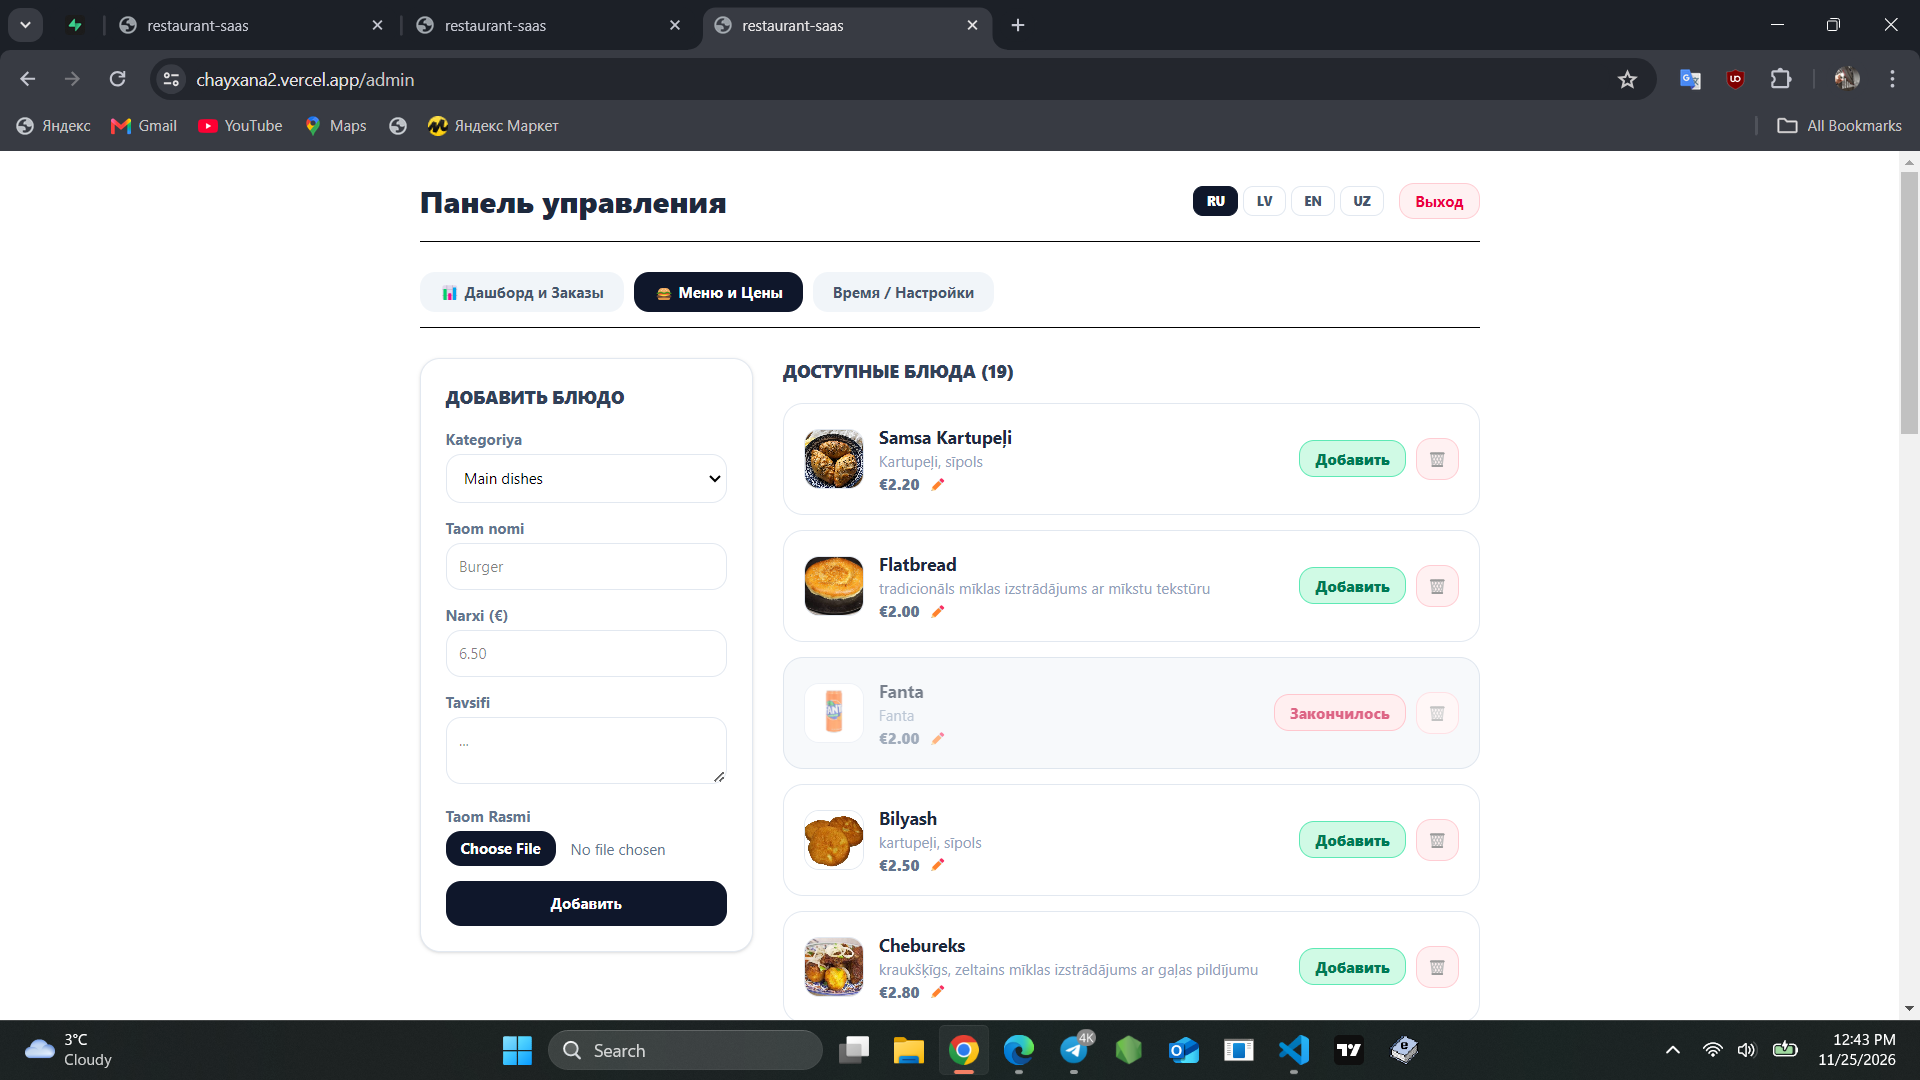 restaurant-saas
restaurant-saas
restaurant-saas
chayxana2.vercel.app/admin
Яндекс
Gmail
YouTube
Maps
Яндекс Маркет
All Bookmarks
Панель управления
RU
LV
EN
UZ
Выход
Дашборд и Заказы
Меню и Цены
Время / Настройки
ДОБАВИТЬ БЛЮДО
Kategoriya
Main dishes
Taom nomi
Burger
Narxi (€)
6.50
Tavsifi
...
Taom Rasmi
Choose File
No file chosen
Добавить
ДОСТУПНЫЕ БЛЮДА (19)
Samsa Kartupeļi
Kartupeļi, sīpols
€2.20
Добавить
Flatbread
tradicionāls mīklas izstrādājums ar mīkstu tekstūru
€2.00
Добавить
Fanta
Fanta
€2.00
Закончилось
Bilyash
kartupeļi, sīpols
€2.50
Добавить
Chebureks
kraukšķīgs, zeltains mīklas izstrādājums ar gaļas pildījumu
€2.80
Добавить
3°C
Cloudy
Search
4K
12:43 PM
11/25/2026